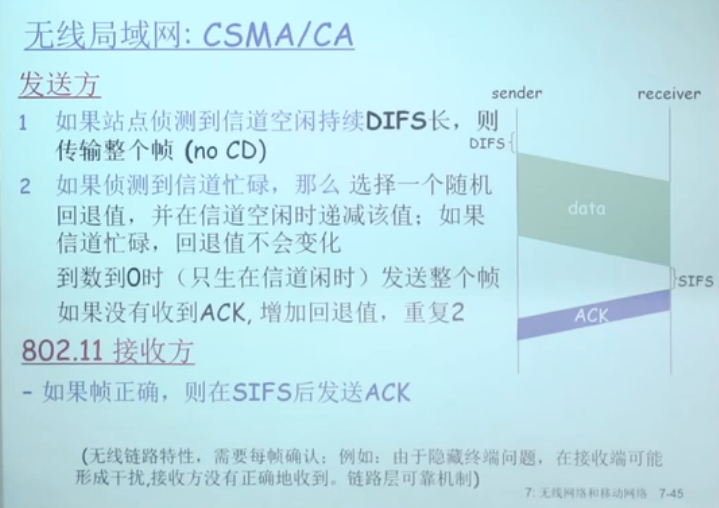 无线局域网: CSMA/CA
发送方
1 如果站点侦测到信道空闲持续DIFS长，则
传输整个帧 (no CD)
2 如果侦测到信道忙碌，那么 选择一个随机
回退值，并在信道空闲时递减该值；如果
信道忙碌，回退值不会变化
到数到0时（只生在信道闲时）发送整个帧
如果没有收到ACK, 增加回退值，重复2
802.11 接收方
- 如果帧正确，则在SIFS后发送ACK
sender
receiver
DIFS
data
SIFS
ACK
(无线链路特性，需要每帧确认；例如：由于隐藏终端问题，在接收端可能
形成干扰,接收方没有正确地收到。链路层可靠机制)
7: 无线网络和移动网络 7-45